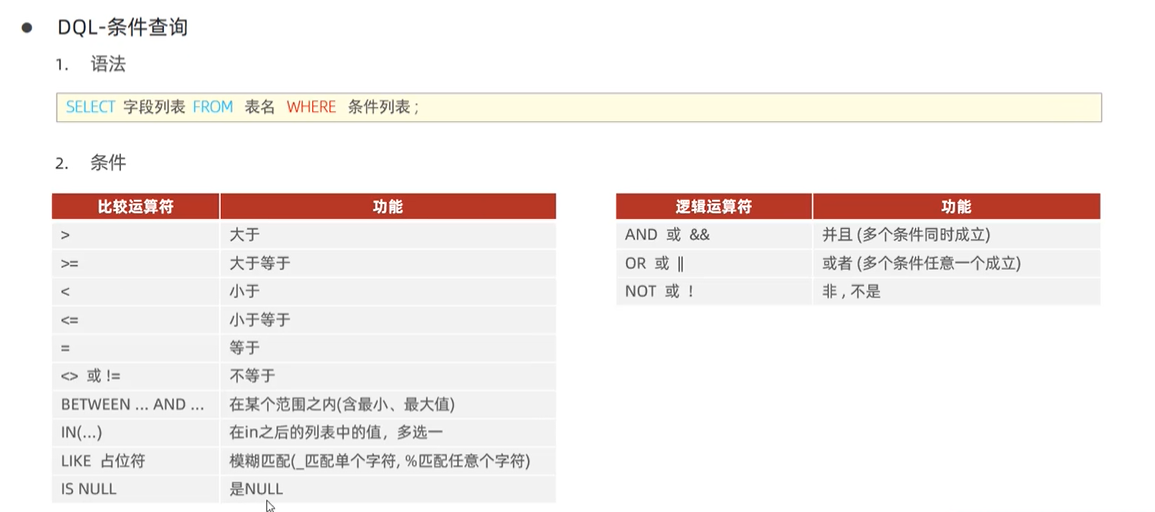 ● DQL-条件查询
1. 语法
SELECT 字段列表 FROM 表名 WHERE 条件列表 ;
2. 条件
比较运算符 功能
> 大于
>= 大于等于
< 小于
<= 小于等于
= 等于
<> 或 != 不等于
BETWEEN ... AND ... 在某个范围之内(含最小、最大值)
IN(...) 在in之后的列表中的值，多选一
LIKE 占位符 模糊匹配(_匹配单个字符, %匹配任意个字符)
IS NULL 是NULL
逻辑运算符 功能
AND 或 && 并且 (多个条件同时成立)
OR 或 || 或者 (多个条件任意一个成立)
NOT 或 ! 非 , 不是